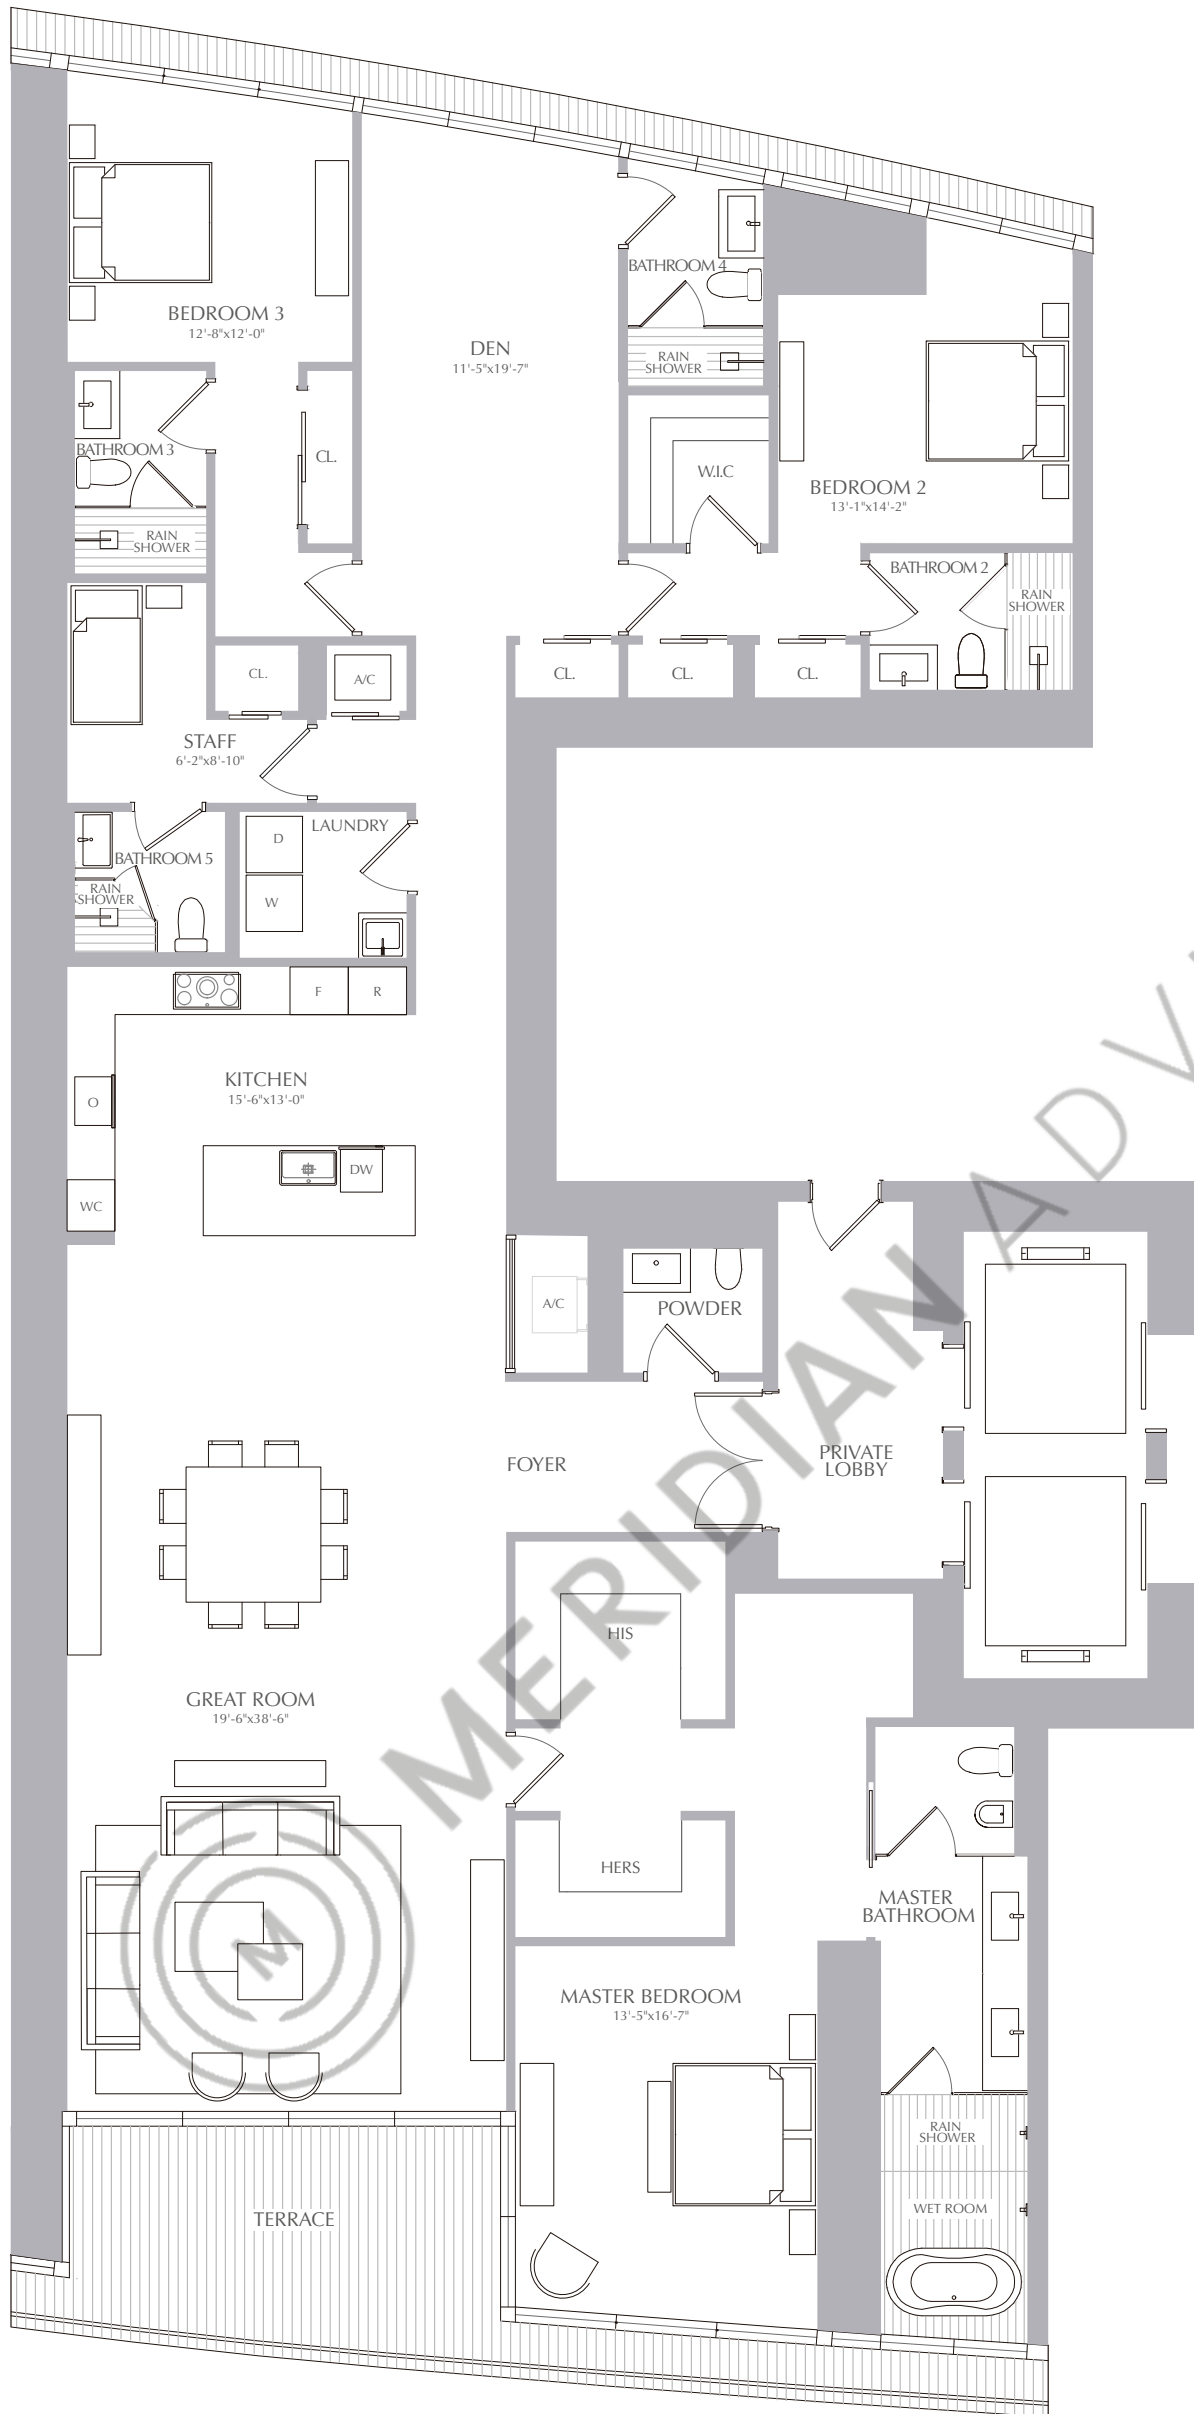 BATHROOM 4
BEDROOM 3
12'-8"x12'-0"
DEN
11'-5"x19'-7"
RAIN
SHOWER
BATHROOM 3
CL.
W.I.C
BEDROOM 2
13'-1"x14'-2"
RAIN
SHOWER
BATHROOM 2
RAIN
SHOWER
CL.
A/C
CL.
CL.
CL.
STAFF
6'-2"x8'-10"
LAUNDRY
D
BATHROOM 5
RAIN
SHOWER
W
F
R
KITCHEN
15'-6"x13'-0"
O
DW
WC
A/C
POWDER
FOYER
PRIVATE
LOBBY
HIS
GREAT ROOM
19'-6"x38'-6"
HERS
MASTER
BATHROOM
MASTER BEDROOM
13'-5"x16'-7"
RAIN
SHOWER
WET ROOM
TERRACE
M MERIDIAN ADV